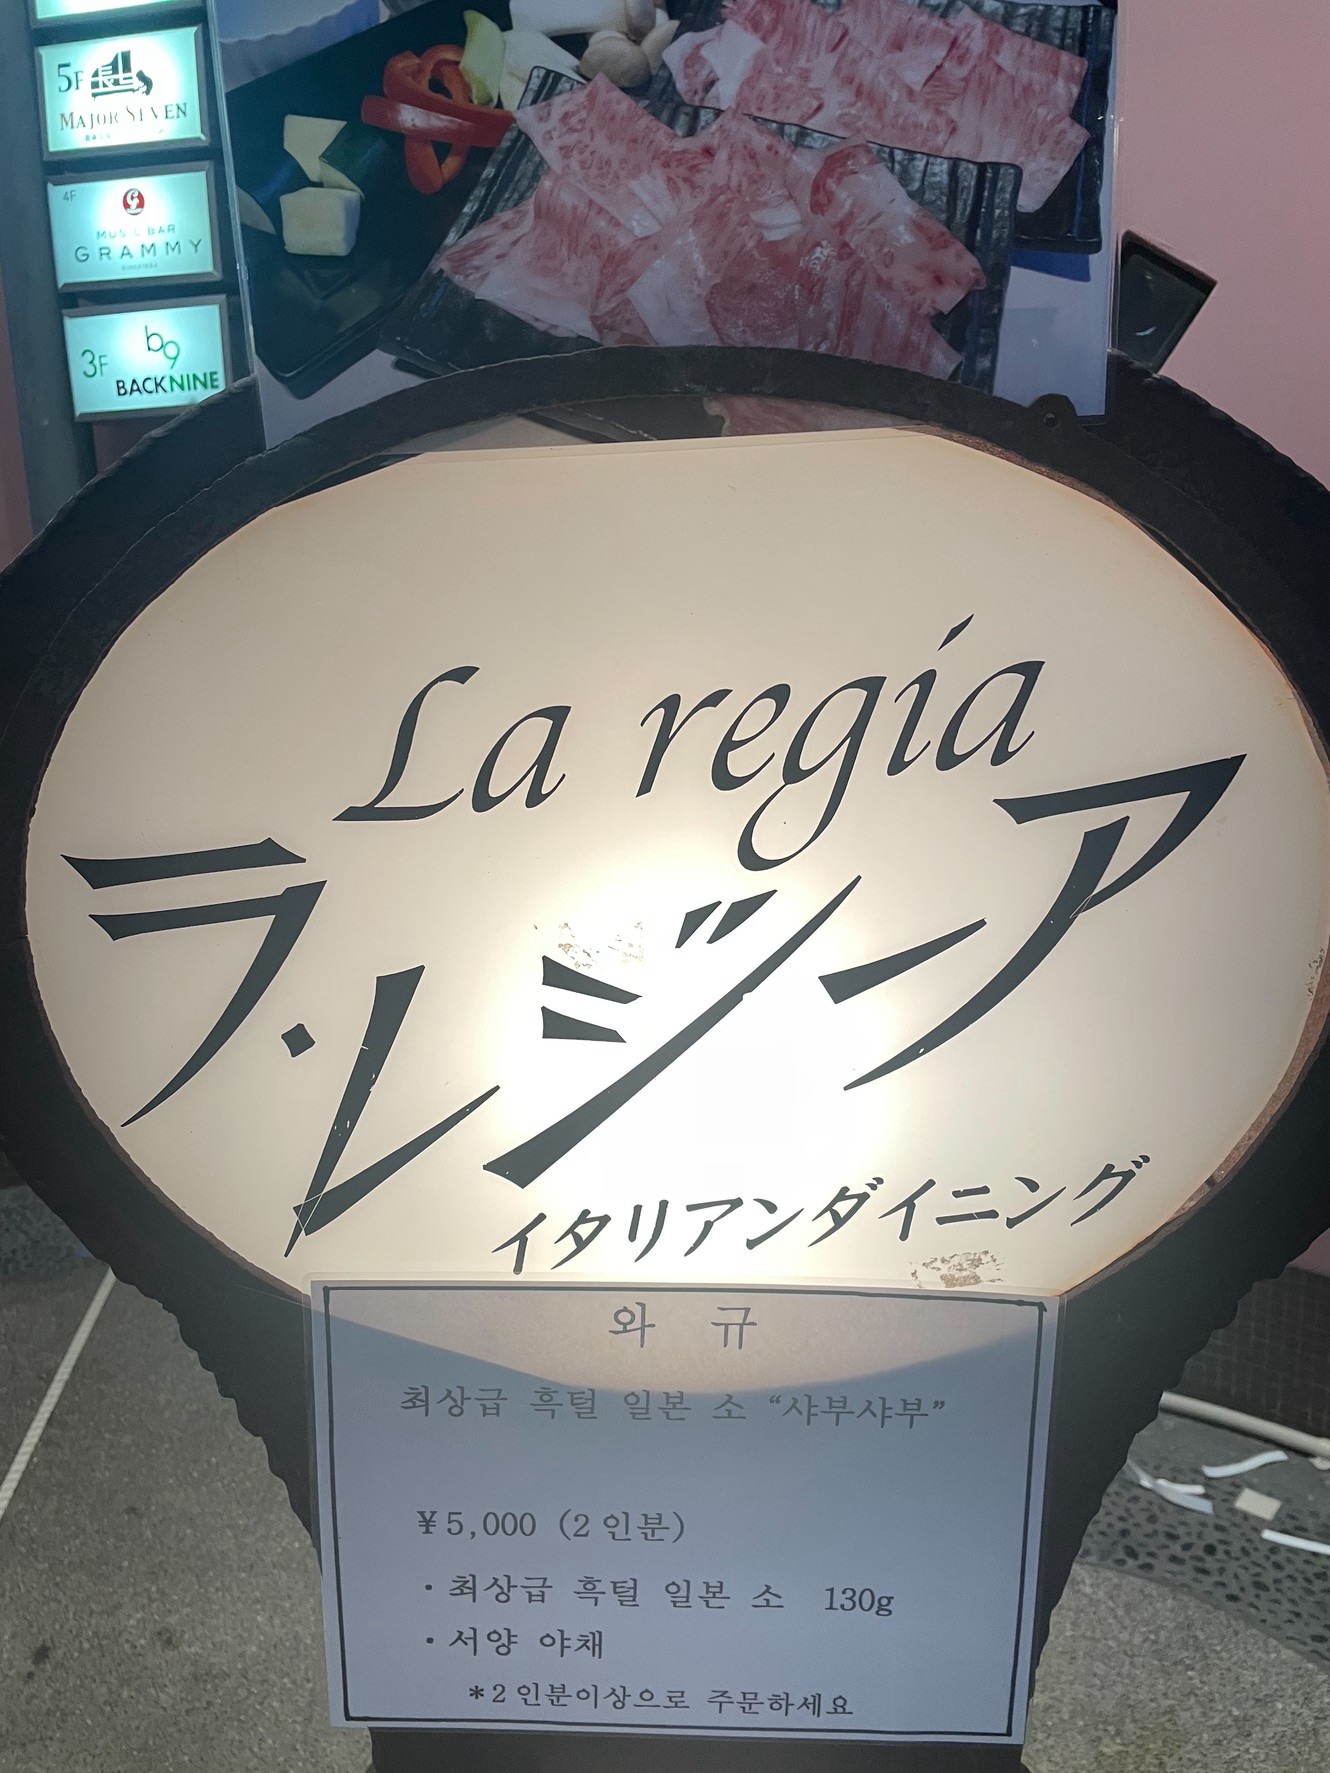 5F
MAJOR SEVEN
4F
MUSIC BAR
GRAMMY
3F
b9
BACKNINE
La regia
ラ・レジーア
イタリアンダイニング
와 규
최상급 흑털 일본 소 “샤부샤부”
￥5,000 (2인분)
・최상급 흑털 일본 소 130g
・서양 야채
*2인분이상으로 주문하세요